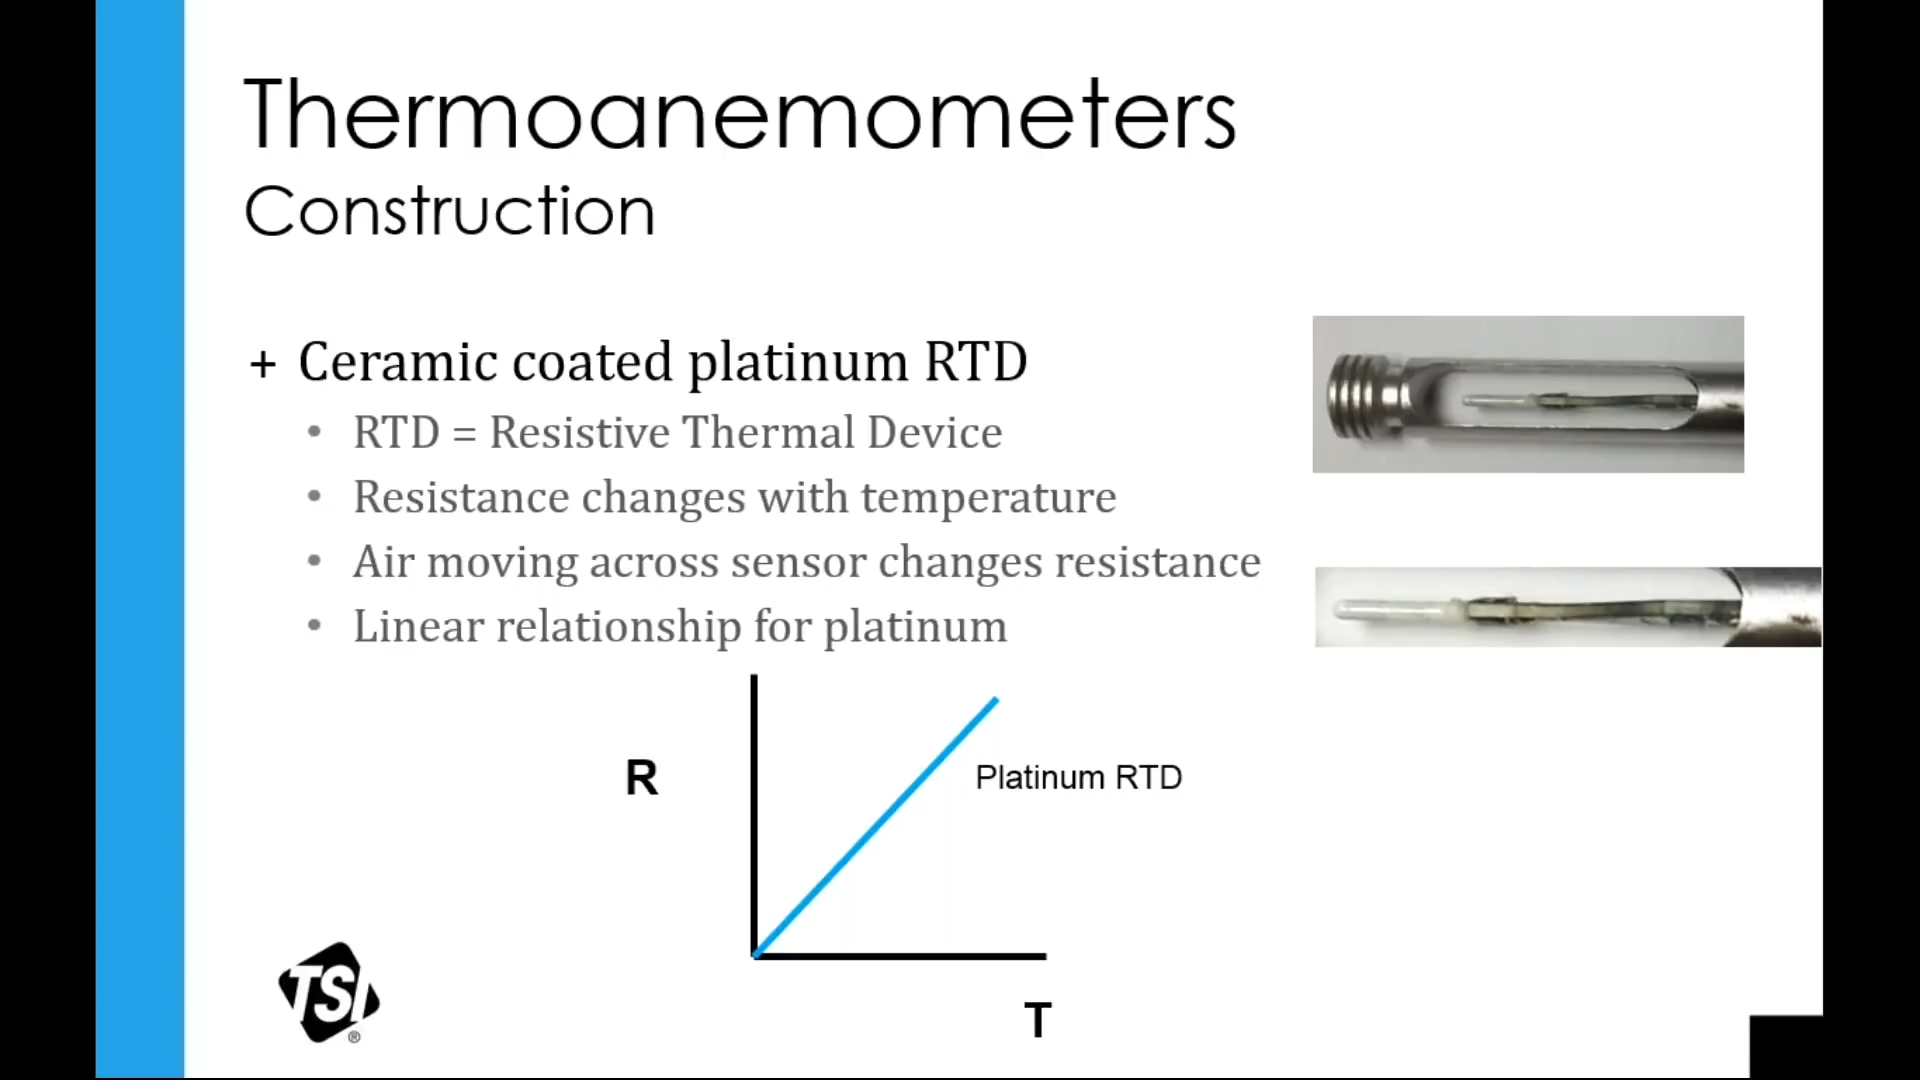 Thermoanemometers
Construction
+ Ceramic coated platinum RTD
• RTD = Resistive Thermal Device
• Resistance changes with temperature
• Air moving across sensor changes resistance
• Linear relationship for platinum
R
Platinum RTD
T
TSI®